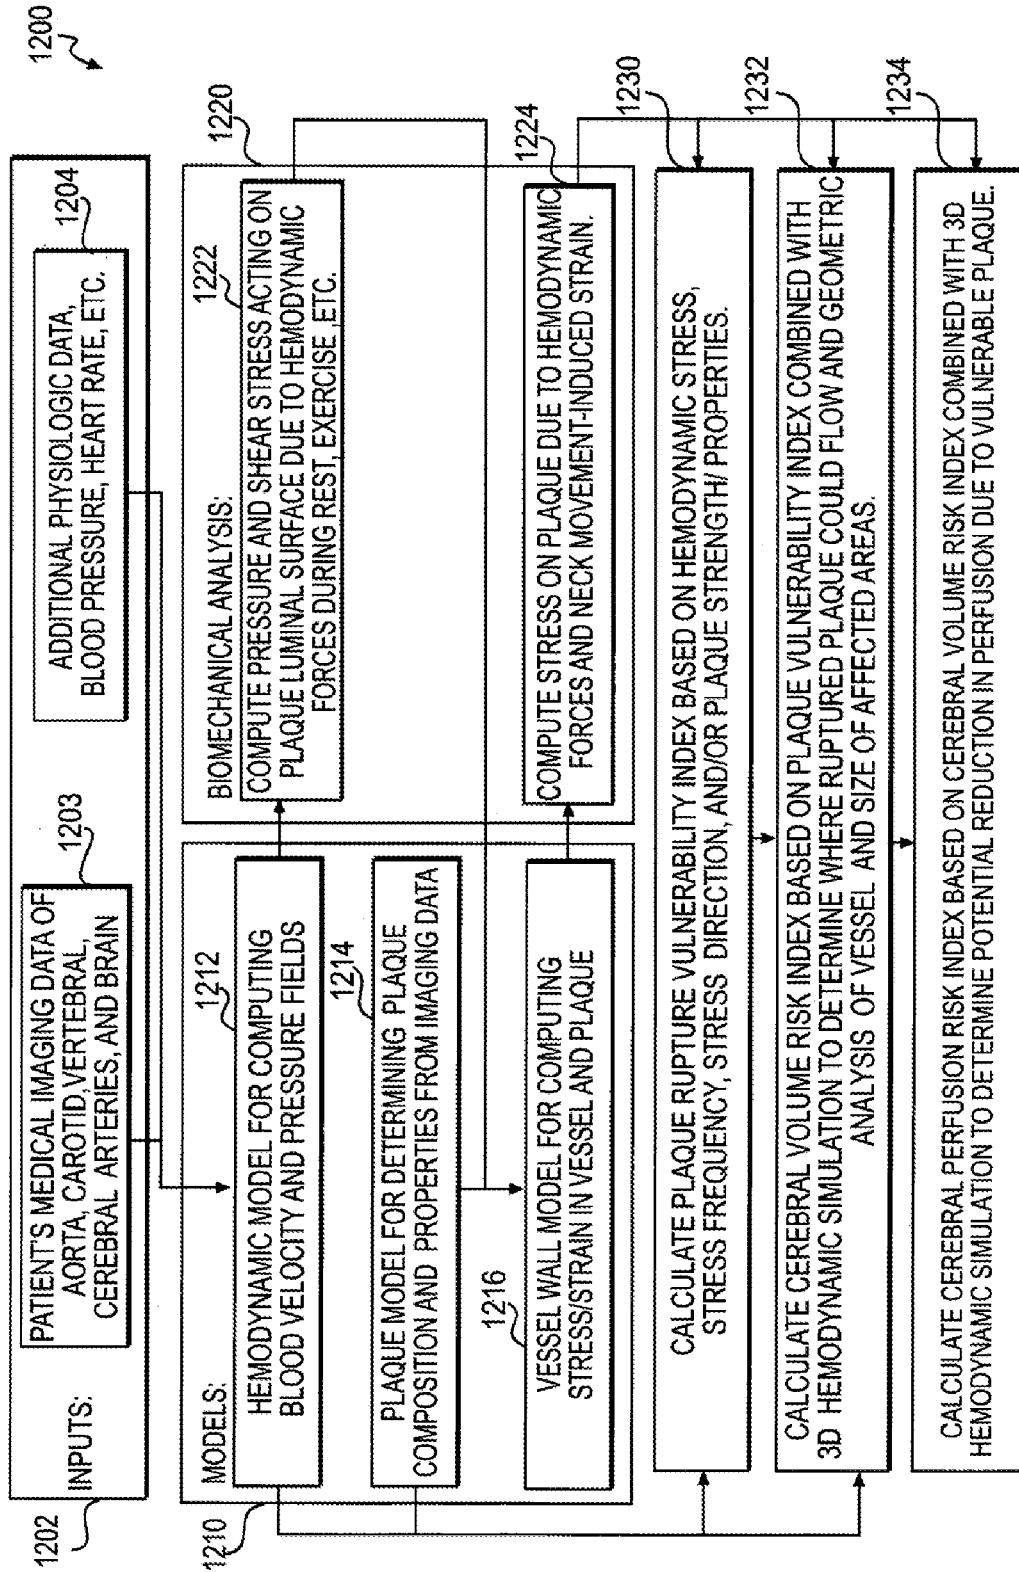 1200
1202
INPUTS:
1203
PATIENT'S MEDICAL IMAGING DATA OF
AORTA, CAROTID,VERTEBRAL,
CEREBRAL ARTERIES, AND BRAIN
1204
ADDITIONAL PHYSIOLOGIC DATA,
BLOOD PRESSURE, HEART RATE, ETC.
1210
MODELS:
1212
HEMODYNAMIC MODEL FOR COMPUTING
BLOOD VELOCITY AND PRESSURE FIELDS
1214
PLAQUE MODEL FOR DETERMINING PLAQUE
COMPOSITION AND PROPERTIES FROM IMAGING DATA
1216
VESSEL WALL MODEL FOR COMPUTING
STRESS/STRAIN IN VESSEL AND PLAQUE
1220
BIOMECHANICAL ANALYSIS:
1222
COMPUTE PRESSURE AND SHEAR STRESS ACTING ON
PLAQUE LUMINAL SURFACE DUE TO HEMODYNAMIC
FORCES DURING REST, EXERCISE ,ETC.
1224
COMPUTE STRESS ON PLAQUE DUE TO HEMODYNAMIC
FORCES AND NECK MOVEMENT-INDUCED STRAIN.
1230
CALCULATE PLAQUE RUPTURE VULNERABILITY INDEX BASED ON HEMODYNAMIC STRESS,
STRESS FREQUENCY, STRESS DIRECTION, AND/OR PLAQUE STRENGTH/ PROPERTIES.
1232
CALCULATE CEREBRAL VOLUME RISK INDEX BASED ON PLAQUE VULNERABILITY INDEX COMBINED WITH
3D HEMODYNAMIC SIMULATION TO DETERMINE WHERE RUPTURED PLAQUE COULD FLOW AND GEOMETRIC
ANALYSIS OF VESSEL AND SIZE OF AFFECTED AREAS.
1234
CALCULATE CEREBRAL PERFUSION RISK INDEX BASED ON CEREBRAL VOLUME RISK INDEX COMBINED WITH 3D
HEMODYNAMIC SIMULATION TO DETERMINE POTENTIAL REDUCTION IN PERFUSION DUE TO VULNERABLE PLAQUE.